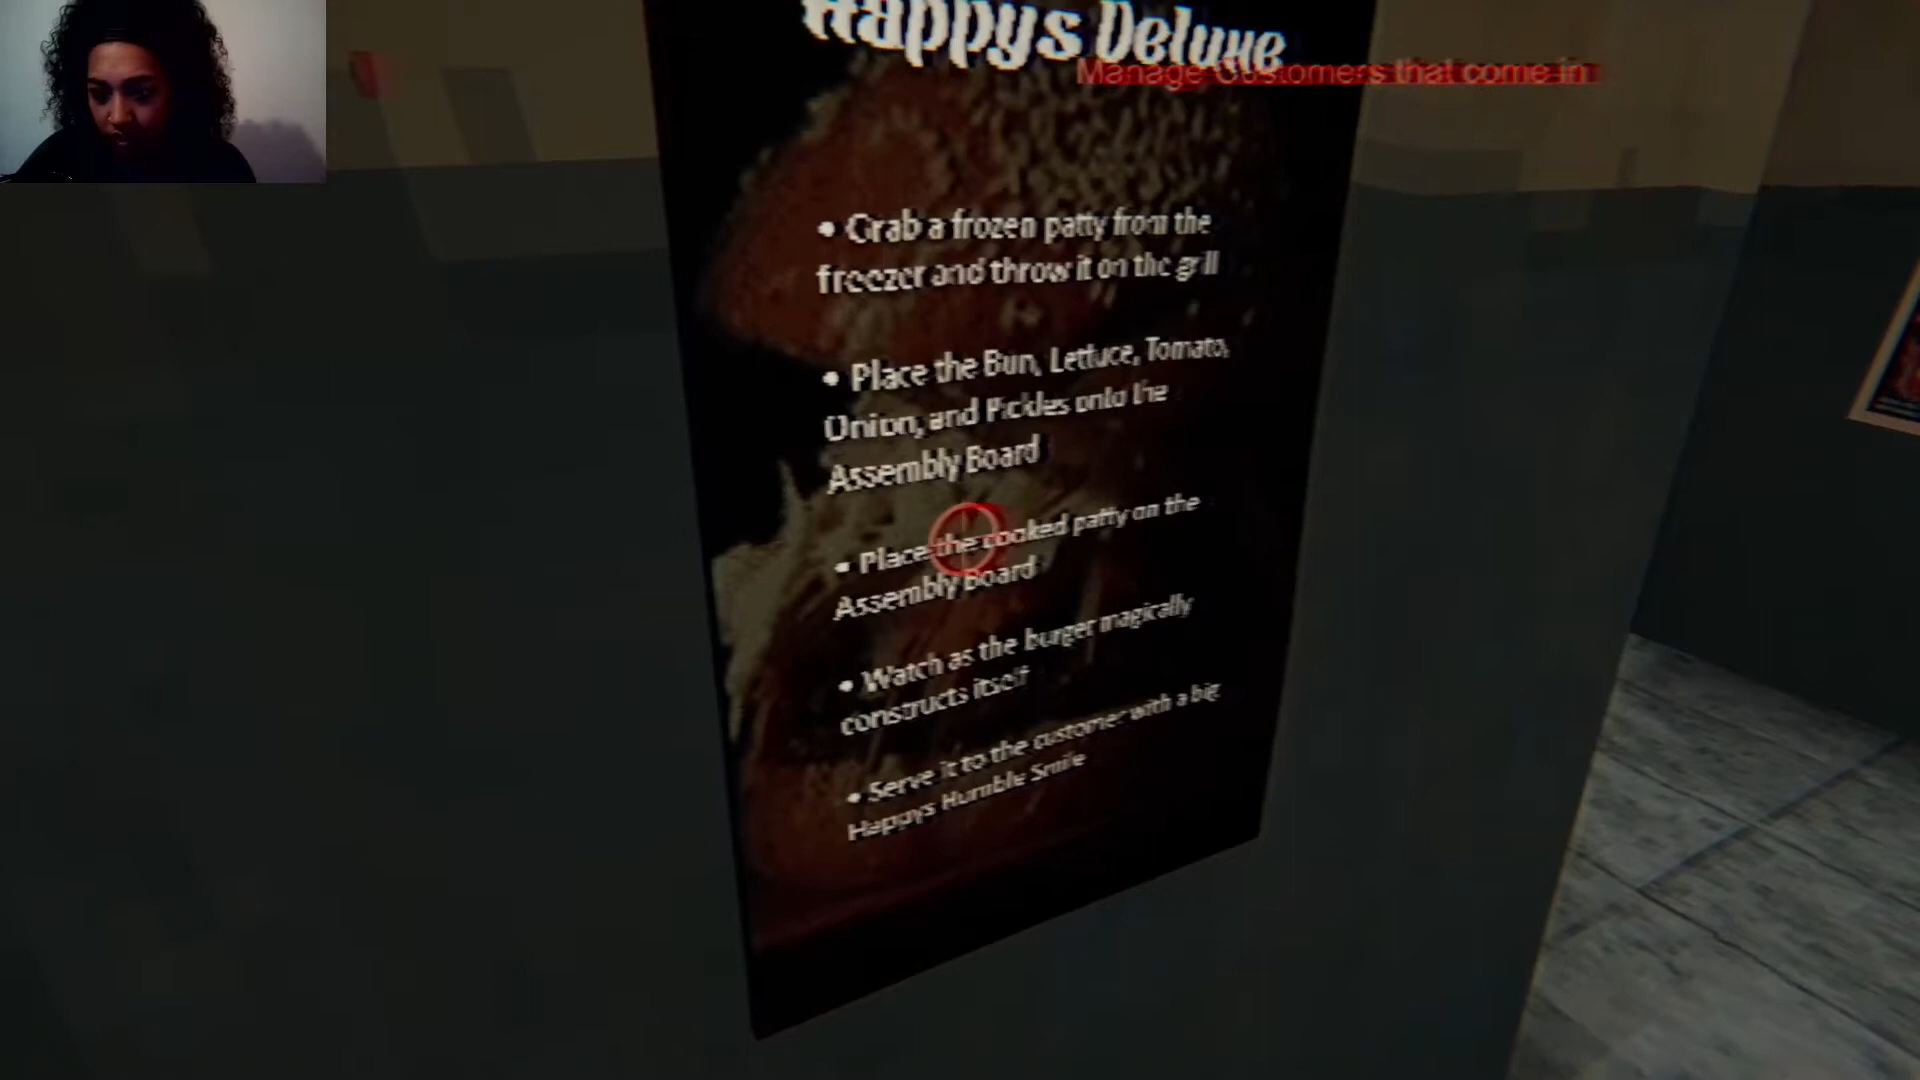 Happys Deluxe
Manage Customers that come in
• Grab a frozen patty from the
freezer and throw it on the grill
• Place the Bun, Lettuce, Tomato,
Onion, and Pickles onto the
Assembly Board
• Place the cooked patty on the
Assembly Board
• Watch as the burger magically
constructs itself
• Serve it to the customer with a big
Happys Humble Smile